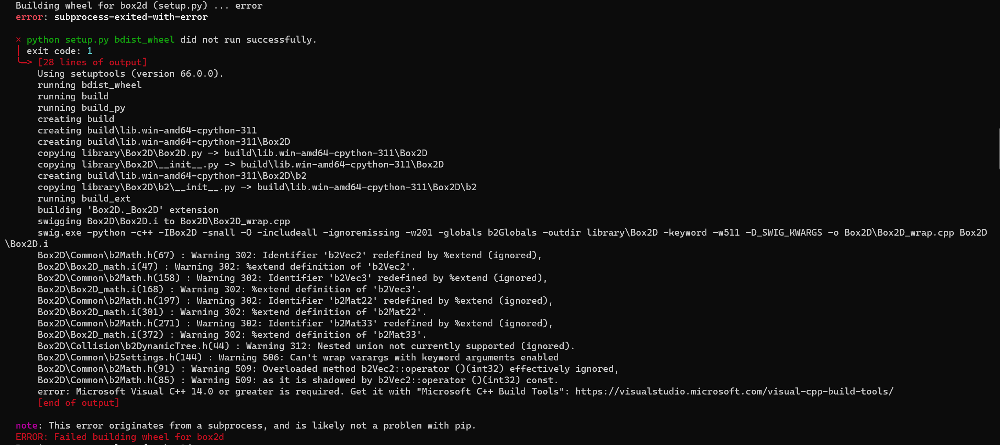 Building wheel for box2d (setup.py) ... error
error: subprocess-exited-with-error
× python setup.py bdist_wheel did not run successfully.
│ exit code: 1
╰─> [28 lines of output]
Using setuptools (version 66.0.0).
running bdist_wheel
running build
running build_py
creating build
creating build\lib.win-amd64-cpython-311
creating build\lib.win-amd64-cpython-311\Box2D
copying library\Box2D\Box2D.py -> build\lib.win-amd64-cpython-311\Box2D
copying library\Box2D\__init__.py -> build\lib.win-amd64-cpython-311\Box2D
creating build\lib.win-amd64-cpython-311\Box2D\b2
copying library\Box2D\b2\__init__.py -> build\lib.win-amd64-cpython-311\Box2D\b2
running build_ext
building 'Box2D._Box2D' extension
swigging Box2D\Box2D.i to Box2D\Box2D_wrap.cpp
swig.exe -python -c++ -IBox2D -small -O -includeall -ignoremissing -w201 -globals b2Globals -outdir library\Box2D -keyword -w511 -D_SWIG_KWARGS -o Box2D\Box2D_wrap.cpp Box2D
\Box2D.i
Box2D\Common\b2Math.h(67) : Warning 302: Identifier 'b2Vec2' redefined by %extend (ignored),
Box2D\Box2D_math.i(47) : Warning 302: %extend definition of 'b2Vec2'.
Box2D\Common\b2Math.h(158) : Warning 302: Identifier 'b2Vec3' redefined by %extend (ignored),
Box2D\Box2D_math.i(168) : Warning 302: %extend definition of 'b2Vec3'.
Box2D\Common\b2Math.h(197) : Warning 302: Identifier 'b2Mat22' redefined by %extend (ignored),
Box2D\Box2D_math.i(301) : Warning 302: %extend definition of 'b2Mat22'.
Box2D\Common\b2Math.h(271) : Warning 302: Identifier 'b2Mat33' redefined by %extend (ignored),
Box2D\Box2D_math.i(372) : Warning 302: %extend definition of 'b2Mat33'.
Box2D\Collision\b2DynamicTree.h(44) : Warning 312: Nested union not currently supported (ignored).
Box2D\Common\b2Settings.h(144) : Warning 506: Can't wrap varargs with keyword arguments enabled
Box2D\Common\b2Math.h(91) : Warning 509: Overloaded method b2Vec2::operator ()(int32) effectively ignored,
Box2D\Common\b2Math.h(85) : Warning 509: as it is shadowed by b2Vec2::operator ()(int32) const.
error: Microsoft Visual C++ 14.0 or greater is required. Get it with "Microsoft C++ Build Tools": https://visualstudio.microsoft.com/visual-cpp-build-tools/
[end of output]
note: This error originates from a subprocess, and is likely not a problem with pip.
ERROR: Failed building wheel for box2d